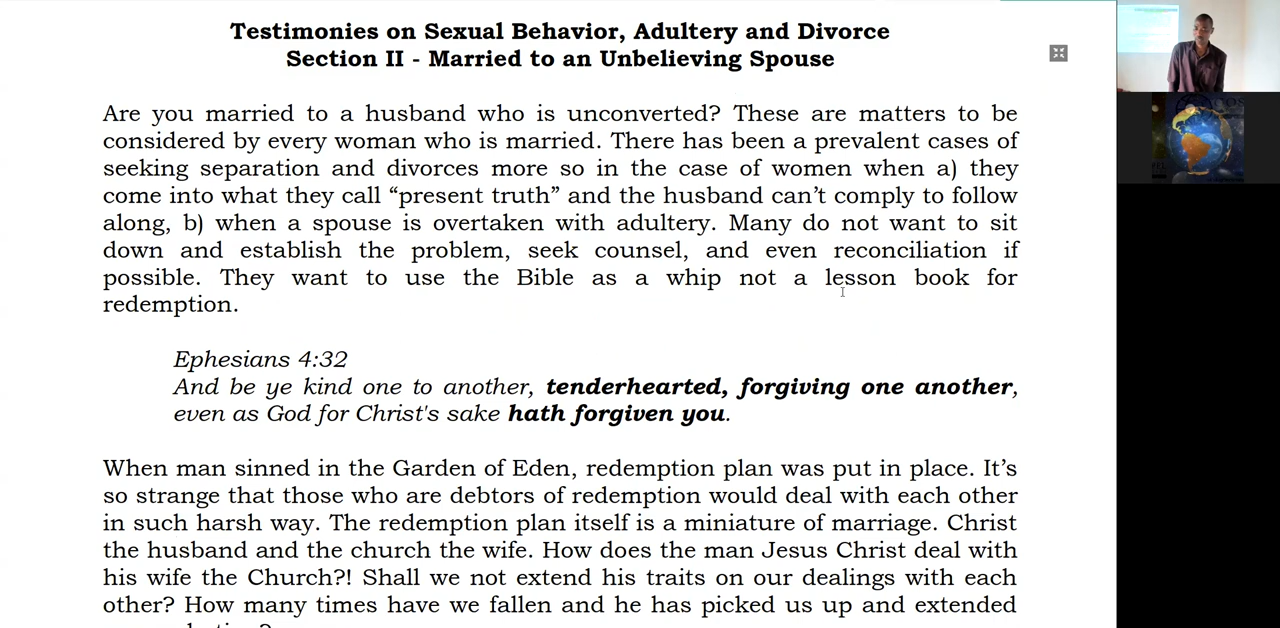 Testimonies on Sexual Behavior, Adultery and Divorce
Section II - Married to an Unbelieving Spouse
Are you married to a husband who is unconverted? These are matters to be
considered by every woman who is married. There has been a prevalent cases of
seeking separation and divorces more so in the case of women when a) they
come into what they call “present truth” and the husband can’t comply to follow
along, b) when a spouse is overtaken with adultery. Many do not want to sit
down and establish the problem, seek counsel, and even reconciliation if
possible. They want to use the Bible as a whip not a lesson book for
redemption.
Ephesians 4:32
And be ye kind one to another, tenderhearted, forgiving one another,
even as God for Christ's sake hath forgiven you.
When man sinned in the Garden of Eden, redemption plan was put in place. It’s
so strange that those who are debtors of redemption would deal with each other
in such harsh way. The redemption plan itself is a miniature of marriage. Christ
the husband and the church the wife. How does the man Jesus Christ deal with
his wife the Church?! Shall we not extend his traits on our dealings with each
other? How many times have we fallen and he has picked us up and extended